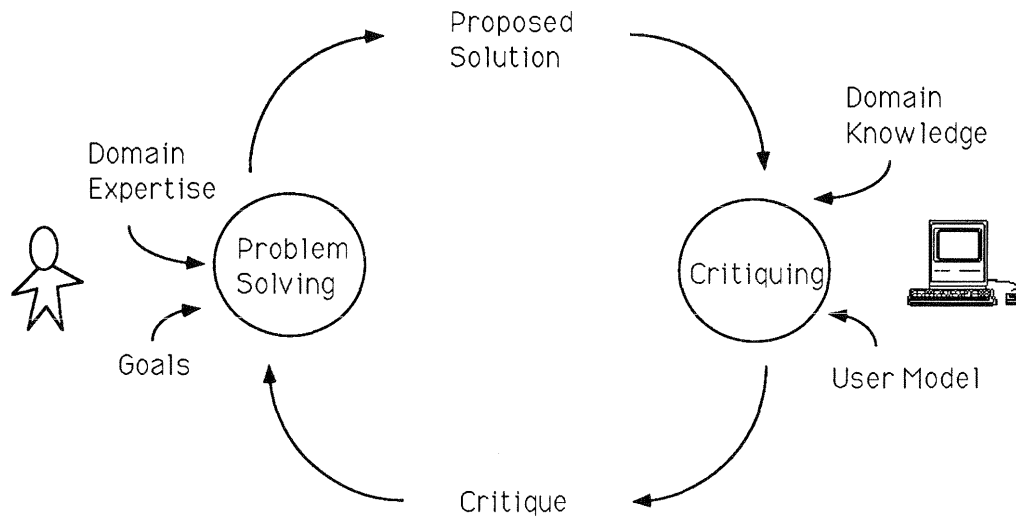 Proposed
Solution
Domain
Knowledge
Domain
Expertise
Problem
Solving
Critiquing
Goals
User Model
Critique